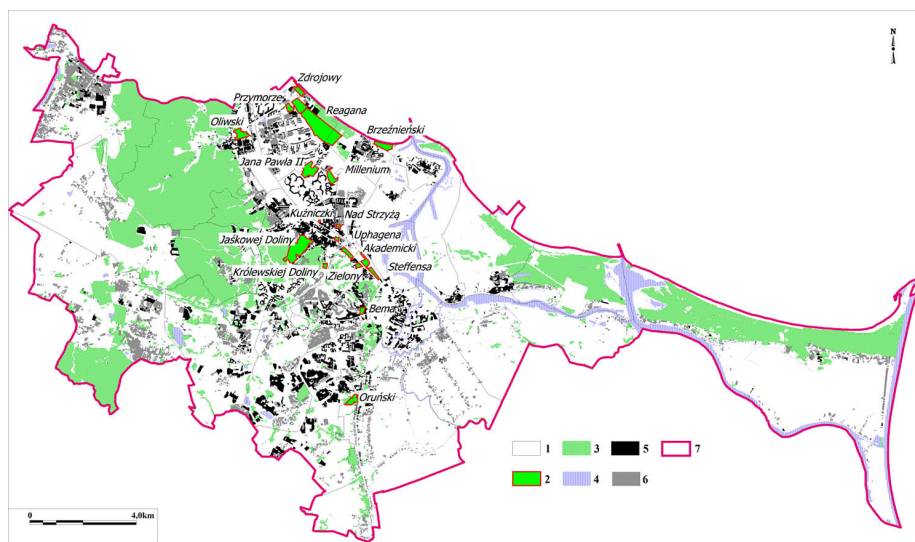 N
Zdrojowy
Przymorze
Reagana
Oliwski
Brzeźnieński
Jana Pawła II
Millenium
Kuźniczki
Nad Strzyżą
Uphagena
Jaśkowej Doliny
Akademicki
Królewskiej Doliny
Zielony
Steffensa
Bema
Oruński
1 3 5 7
2 4 6
0 4,0km